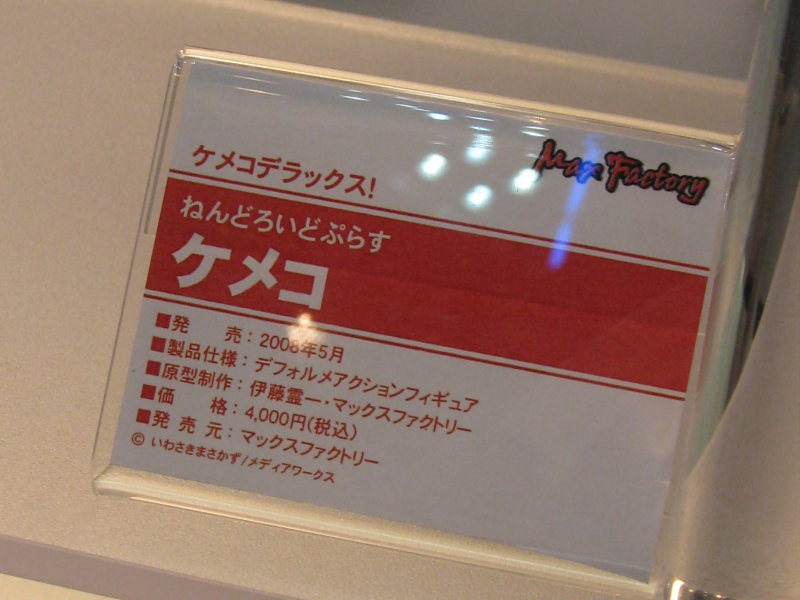 Max Factory
ケメコデラックス!
ねんどろいどぷらす
ケメコ
■発 売:2008年5月
■製品仕様:デフォルメアクションフィギュア
■原型制作:伊藤霊一・マックスファクトリー
■価 格:4,000円(税込)
■発 売 元:マックスファクトリー
© いわさきまさかず/メディアワークス